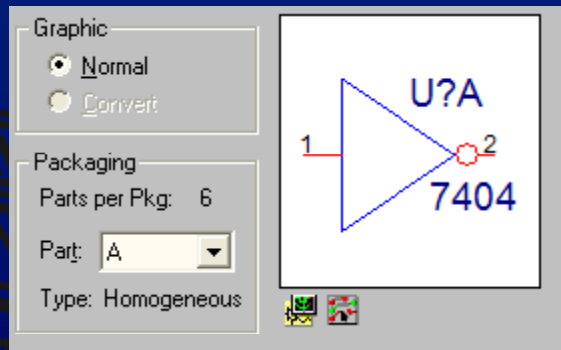 Graphic
Normal
Convert
Packaging
Parts per Pkg: 6
Part: A
Type: Homogeneous
U?A
1
2
7404